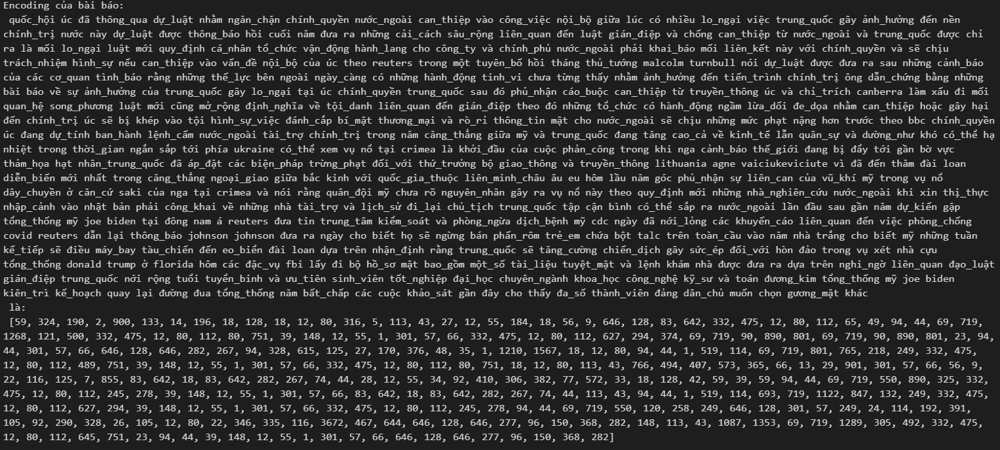 Encoding của bài báo:
quốc_hội úc đã thông_qua dự_luật nhằm ngăn_chặn chính_quyền nước_ngoài can_thiệp vào công_việc nội_bộ giữa lúc có nhiều lo_ngại việc trung_quốc gây ảnh_hưởng đến nền
chính_trị nước này dự_luật được thông_báo hồi cuối năm đưa ra những cải_cách sâu_rộng liên_quan đến luật gián_điệp và chống can_thiệp từ nước_ngoài và trung_quốc được chỉ
ra là mối lo_ngại luật mới quy_định cá_nhân tổ_chức vận_động hành_lang cho công_ty và chính_phủ nước_ngoài phải khai_báo mối liên_kết này với chính_quyền và sẽ chịu
trách_nhiệm hình_sự nếu can_thiệp vào vấn_đề nội_bộ của úc theo reuters trong một tuyên_bố hồi tháng thủ_tướng malcolm turnbull nói dự_luật được đưa ra sau những cảnh_báo
của các cơ_quan tình_báo rằng những thế_lực bên ngoài ngày_càng có những hành_động tinh_vi chưa từng thấy nhằm ảnh_hưởng đến tiến_trình chính_trị ông dẫn_chứng bằng những
bài báo về sự ảnh_hưởng của trung_quốc gây lo_ngại tại úc chính_quyền trung_quốc sau đó phủ_nhận cáo_buộc can_thiệp từ truyền_thông úc và chỉ_trích canberra làm xấu đi mối
quan_hệ song_phương luật mới cũng mở_rộng định_nghĩa về tội_danh liên_quan đến gián_điệp theo đó những tổ_chức có hành_động ngầm lừa_dối đe_dọa nhằm can_thiệp hoặc gây hại
đến chính_trị úc sẽ bị khép vào tội hình_sự_việc đánh_cắp bí_mật thương_mại và rò_rỉ thông_tin mật cho nước_ngoài sẽ chịu những mức phạt nặng hơn trước theo bbc chính_quyền
úc đang dự_tính ban_hành lệnh_cấm nước_ngoài tài_trợ chính_trị trong năm căng_thẳng giữa mỹ và trung_quốc đang tăng cao_cả về kinh_tế lẫn quân_sự và dường_như khó có_thể hạ
nhiệt trong thời_gian ngắn sắp tới phía ukraine có_thể xem vụ nổ tại crimea là khởi_đầu của cuộc phản_công trong khi nga cảnh_báo thế_giới đang bị đẩy tới gần bờ vực
thảm_họa hạt nhân_trung_quốc đã áp_đặt các biện_pháp trừng_phạt đối_với thứ_trưởng bộ giao_thông và truyền_thông lithuania agne vaiciukeviciute vì đã đến thăm đài loan
diễn_biến mới nhất trong căng_thẳng ngoại_giao giữa bắc kinh với quốc_gia_thuộc liên_minh_châu âu eu hôm lầu năm góc phủ_nhận sự liên_can của vũ_khí mỹ trong vụ nổ
dây_chuyền ở căn_cứ saki của nga tại crimea và nói rằng quân_đội mỹ chưa rõ nguyên_nhân gây ra vụ nổ này theo quy_định mới những nhà_nghiên_cứu nước_ngoài khi xin thị_thực
nhập_cảnh vào nhật bản phải công_khai về những nhà tài_trợ và lịch_sử đi_lại chủ_tịch trung_quốc tập cận bình có_thể sắp ra nước_ngoài lần đầu sau gần năm dự_kiến gặp
tổng_thống mỹ joe biden tại đông nam á reuters đưa tin trung_tâm kiểm_soát và phòng_ngừa dịch_bệnh mỹ cdc ngày đã nới_lỏng các khuyến_cáo liên_quan đến việc phòng_chống
covid reuters dẫn lại thông_báo johnson johnson đưa ra ngày cho biết họ sẽ ngừng bán phấn_rôm trẻ_em chứa bột talc trên toàn_cầu vào năm nhà trắng cho biết mỹ những tuần
kế_tiếp sẽ điều máy_bay tàu_chiến đến eo_biển đài loan dựa trên nhận_định rằng trung_quốc sẽ tăng_cường chiến_dịch gây sức_ép đối_với hòn đảo trong vụ xét nhà cựu
tổng_thống donald trump ở florida hôm các đặc_vụ fbi lấy đi bộ hồ_sơ mật bao_gồm một_số tài_liệu tuyệt_mật và lệnh khám nhà được đưa ra dựa trên nghi_ngờ liên_quan đạo_luật
gián_điệp trung_quốc nới rộng tuổi tuyển_binh và ưu_tiên sinh_viên tốt_nghiệp đại_học chuyên_ngành khoa_học công_nghệ kỹ_sư và toán đương_kim tổng_thống mỹ joe biden
kiên_trì kế_hoạch quay lại đường đua tổng_thống năm bất_chấp các cuộc khảo_sát gần đây cho thấy đa_số thành_viên đảng dân_chủ muốn chọn gương_mặt khác
là:
[59, 324, 190, 2, 900, 133, 14, 196, 18, 128, 18, 12, 80, 316, 5, 113, 43, 27, 12, 55, 184, 18, 56, 9, 646, 128, 83, 642, 332, 475, 12, 80, 112, 65, 49, 94, 44, 69, 719,
1268, 121, 500, 332, 475, 12, 80, 112, 80, 751, 39, 148, 12, 55, 1, 301, 57, 66, 332, 475, 12, 80, 112, 627, 294, 374, 69, 719, 90, 890, 801, 69, 719, 90, 890, 801, 23, 94,
44, 301, 57, 66, 646, 128, 646, 282, 267, 94, 328, 615, 125, 27, 170, 376, 48, 35, 1, 1210, 1567, 18, 12, 80, 94, 44, 1, 519, 114, 69, 719, 801, 765, 218, 249, 332, 475,
12, 80, 112, 489, 751, 39, 148, 12, 55, 1, 301, 57, 66, 332, 475, 12, 80, 112, 80, 751, 18, 12, 80, 113, 43, 766, 494, 407, 573, 365, 66, 13, 29, 901, 301, 57, 66, 56, 9,
22, 116, 125, 7, 855, 83, 642, 18, 83, 642, 282, 267, 74, 44, 28, 12, 55, 34, 92, 410, 306, 382, 77, 572, 33, 18, 128, 42, 59, 39, 59, 94, 44, 69, 719, 550, 890, 325, 332,
475, 12, 80, 112, 245, 278, 39, 148, 12, 55, 1, 301, 57, 66, 83, 642, 18, 83, 642, 282, 267, 74, 44, 113, 43, 94, 44, 1, 519, 114, 693, 719, 1122, 847, 132, 249, 332, 475,
12, 80, 112, 627, 294, 39, 148, 12, 55, 1, 301, 57, 66, 332, 475, 12, 80, 112, 245, 278, 94, 44, 69, 719, 550, 120, 258, 249, 646, 128, 301, 57, 249, 24, 114, 192, 391,
105, 92, 290, 328, 26, 105, 12, 80, 22, 346, 335, 116, 3672, 467, 644, 646, 128, 646, 277, 96, 150, 368, 282, 148, 113, 43, 1087, 1353, 69, 719, 1289, 305, 492, 332, 475,
12, 80, 112, 645, 751, 23, 94, 44, 39, 148, 12, 55, 1, 301, 57, 66, 646, 128, 646, 277, 96, 150, 368, 282]